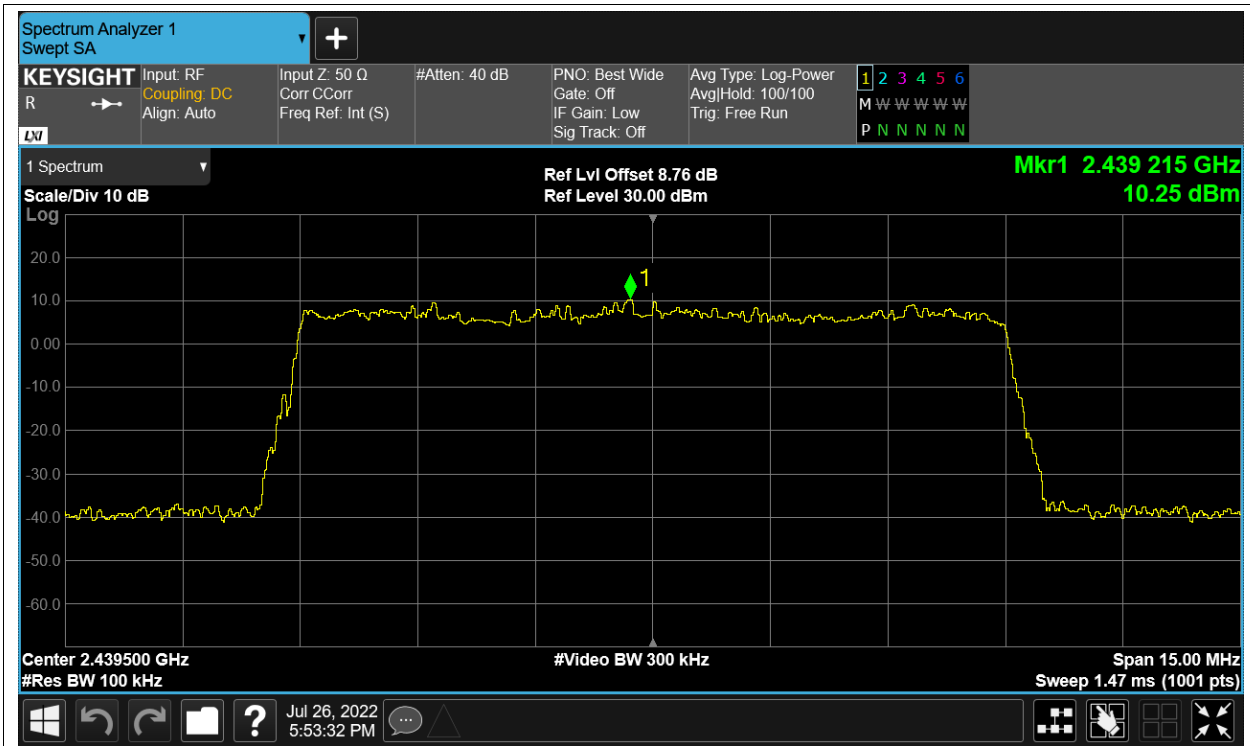 Spectrum Analyzer 1
Swept SA
KEYSIGHT Input: RF Input Z: 50 Ω #Atten: 40 dB PNO: Best Wide Avg Type: Log-Power 1 2 3 4 5 6
R Coupling: DC Corr CCorr Gate: Off Avg|Hold: 100/100 M W W W W W
Align: Auto Freq Ref: Int (S) IF Gain: Low Trig: Free Run
LXI Sig Track: Off P N N N N N
1 Spectrum Ref Lvl Offset 8.76 dB Mkr1 2.439 215 GHz
Scale/Div 10 dB Ref Level 30.00 dBm 10.25 dBm
Log
20.0
1
10.0
0.00
-10.0
-20.0
-30.0
-40.0
-50.0
-60.0
Center 2.439500 GHz #Video BW 300 kHz Span 15.00 MHz
#Res BW 100 kHz Sweep 1.47 ms (1001 pts)
? Jul 26, 2022
5:53:32 PM